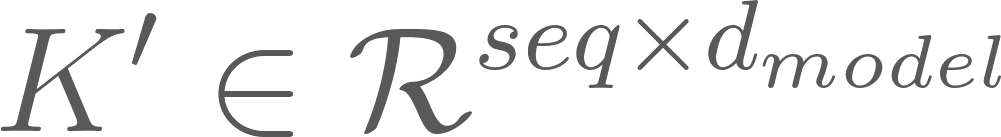 K′ ∈ ℛ^{seq×d_{model}}